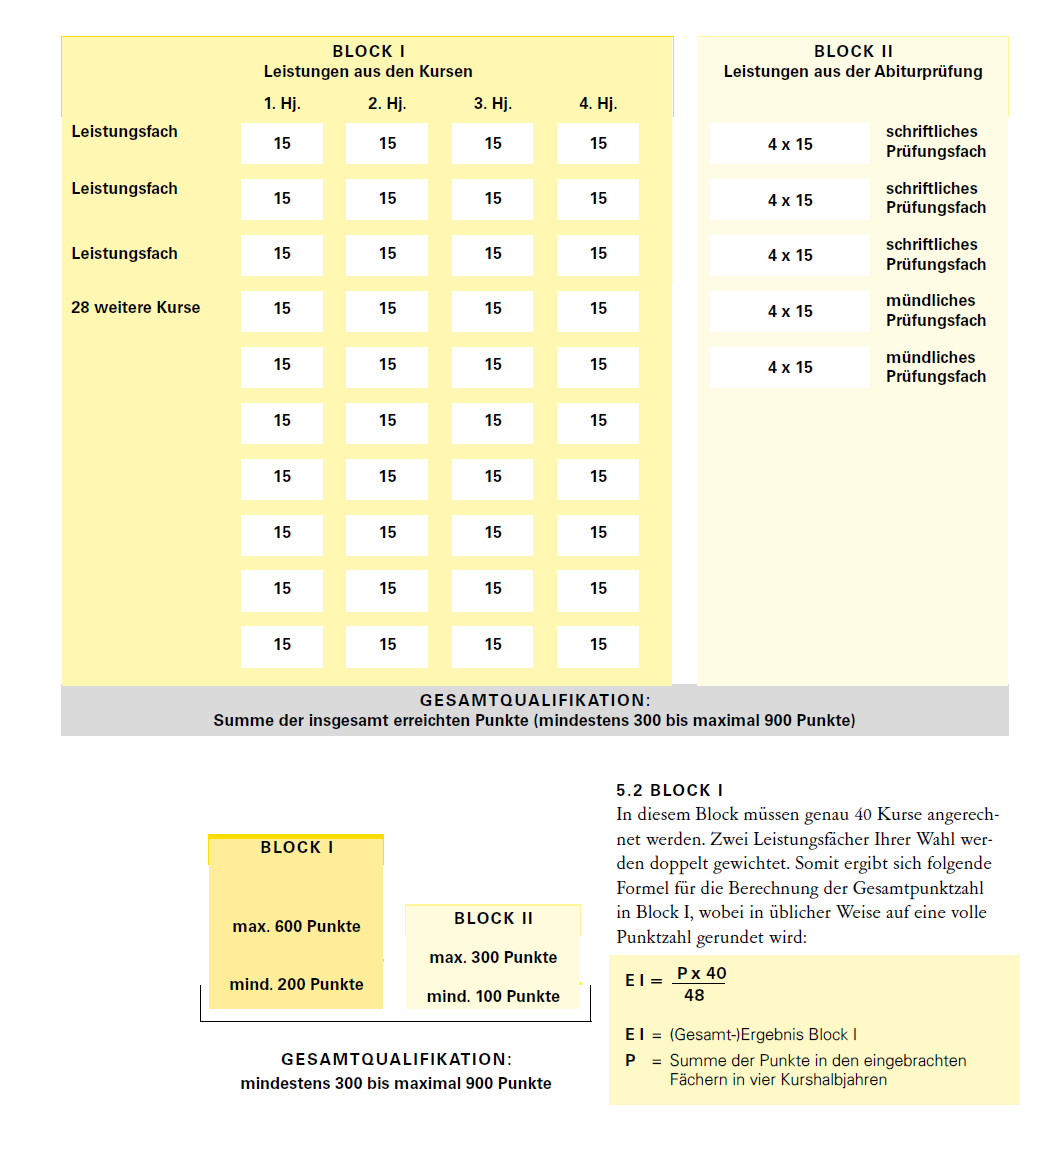 BLOCK I
Leistungen aus den Kursen
1. Hj. 2. Hj. 3. Hj. 4. Hj.
Leistungsfach 15 15 15 15
Leistungsfach 15 15 15 15
Leistungsfach 15 15 15 15
28 weitere Kurse 15 15 15 15
15 15 15 15
15 15 15 15
15 15 15 15
15 15 15 15
15 15 15 15
15 15 15 15
BLOCK II
Leistungen aus der Abiturprüfung
4 x 15 schriftliches
Prüfungsfach
4 x 15 schriftliches
Prüfungsfach
4 x 15 schriftliches
Prüfungsfach
4 x 15 mündliches
Prüfungsfach
4 x 15 mündliches
Prüfungsfach
GESAMTQUALIFIKATION:
Summe der insgesamt erreichten Punkte (mindestens 300 bis maximal 900 Punkte)
BLOCK I
max. 600 Punkte
mind. 200 Punkte
BLOCK II
max. 300 Punkte
mind. 100 Punkte
GESAMTQUALIFIKATION:
mindestens 300 bis maximal 900 Punkte
5.2 BLOCK I
In diesem Block müssen genau 40 Kurse angerech-
net werden. Zwei Leistungsfächer Ihrer Wahl wer-
den doppelt gewichtet. Somit ergibt sich folgende
Formel für die Berechnung der Gesamtpunktzahl
in Block I, wobei in üblicher Weise auf eine volle
Punktzahl gerundet wird:
E I = P x 40
48
E I = (Gesamt-)Ergebnis Block I
P = Summe der Punkte in den eingebrachten
Fächern in vier Kurshalbjahren